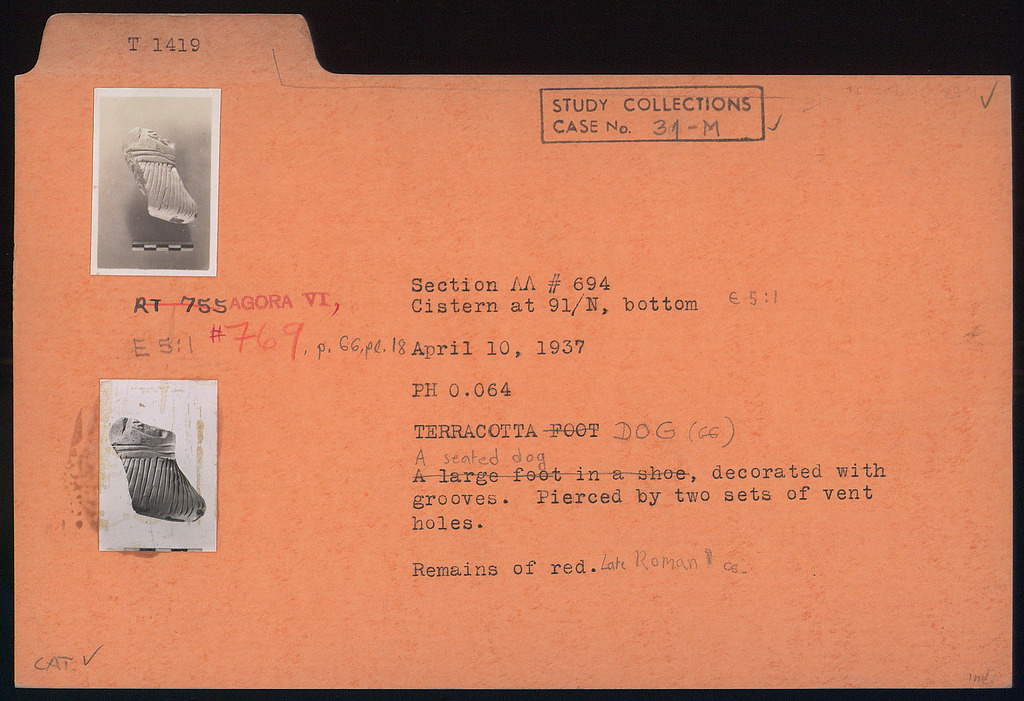 T 1419
STUDY COLLECTIONS
CASE No. 31-M
RT 755 AGORA VI,
#769, p. 66, pl. 18
E 5:1
Section ΛΛ # 694
Cistern at 91/N, bottom E 5:1
April 10, 1937
PH 0.064
TERRACOTTA FOOT DOG (CG)
A seated dog
A large foot in a shoe, decorated with
grooves. Pierced by two sets of vent
holes.
Remains of red. Late Roman CG.
CAT. ✓